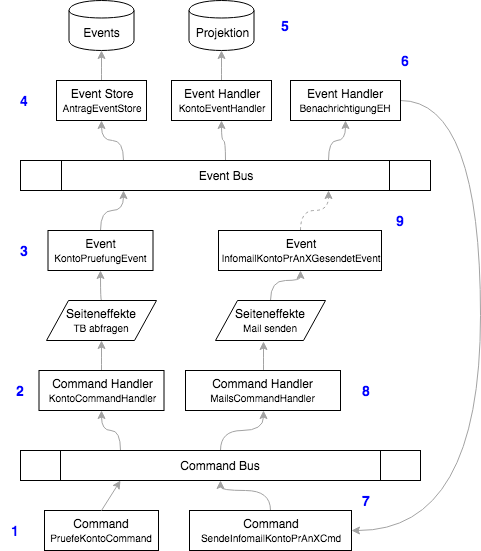 Events
Projektion
5
6
4
Event Store
AntragEventStore
Event Handler
KontoEventHandler
Event Handler
BenachrichtigungEH
Event Bus
9
3
Event
KontoPruefungEvent
Event
InfomailKontoPrAnXGesendetEvent
Seiteneffekte
TB abfragen
Seiteneffekte
Mail senden
2
Command Handler
KontoCommandHandler
Command Handler
MailsCommandHandler
8
Command Bus
7
1
Command
PruefeKontoCommand
Command
SendeInfomailKontoPrAnXCmd